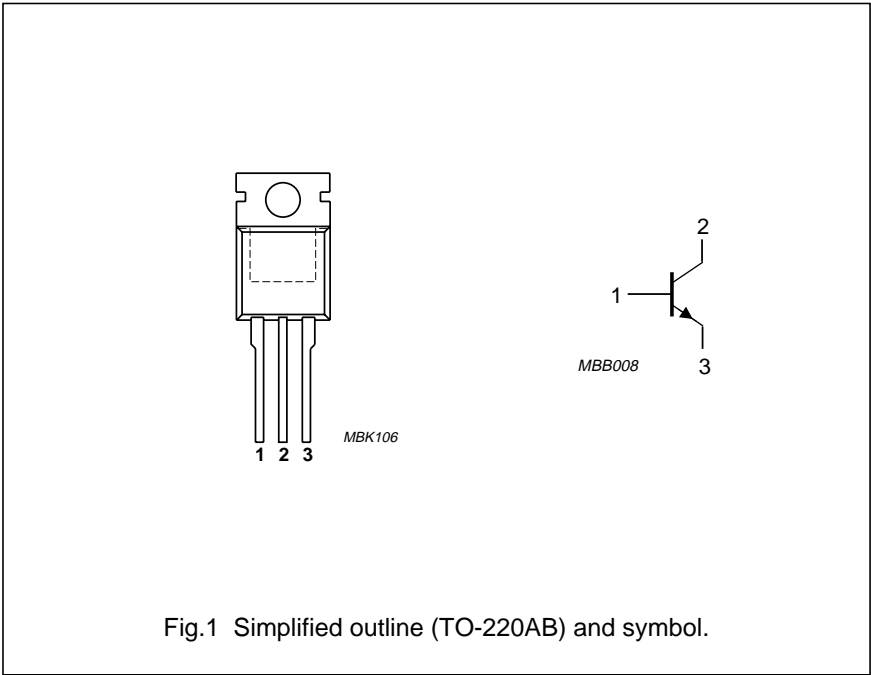 2
1
MBB008
3
MBK106
1 2 3
Fig.1 Simplified outline (TO-220AB) and symbol.